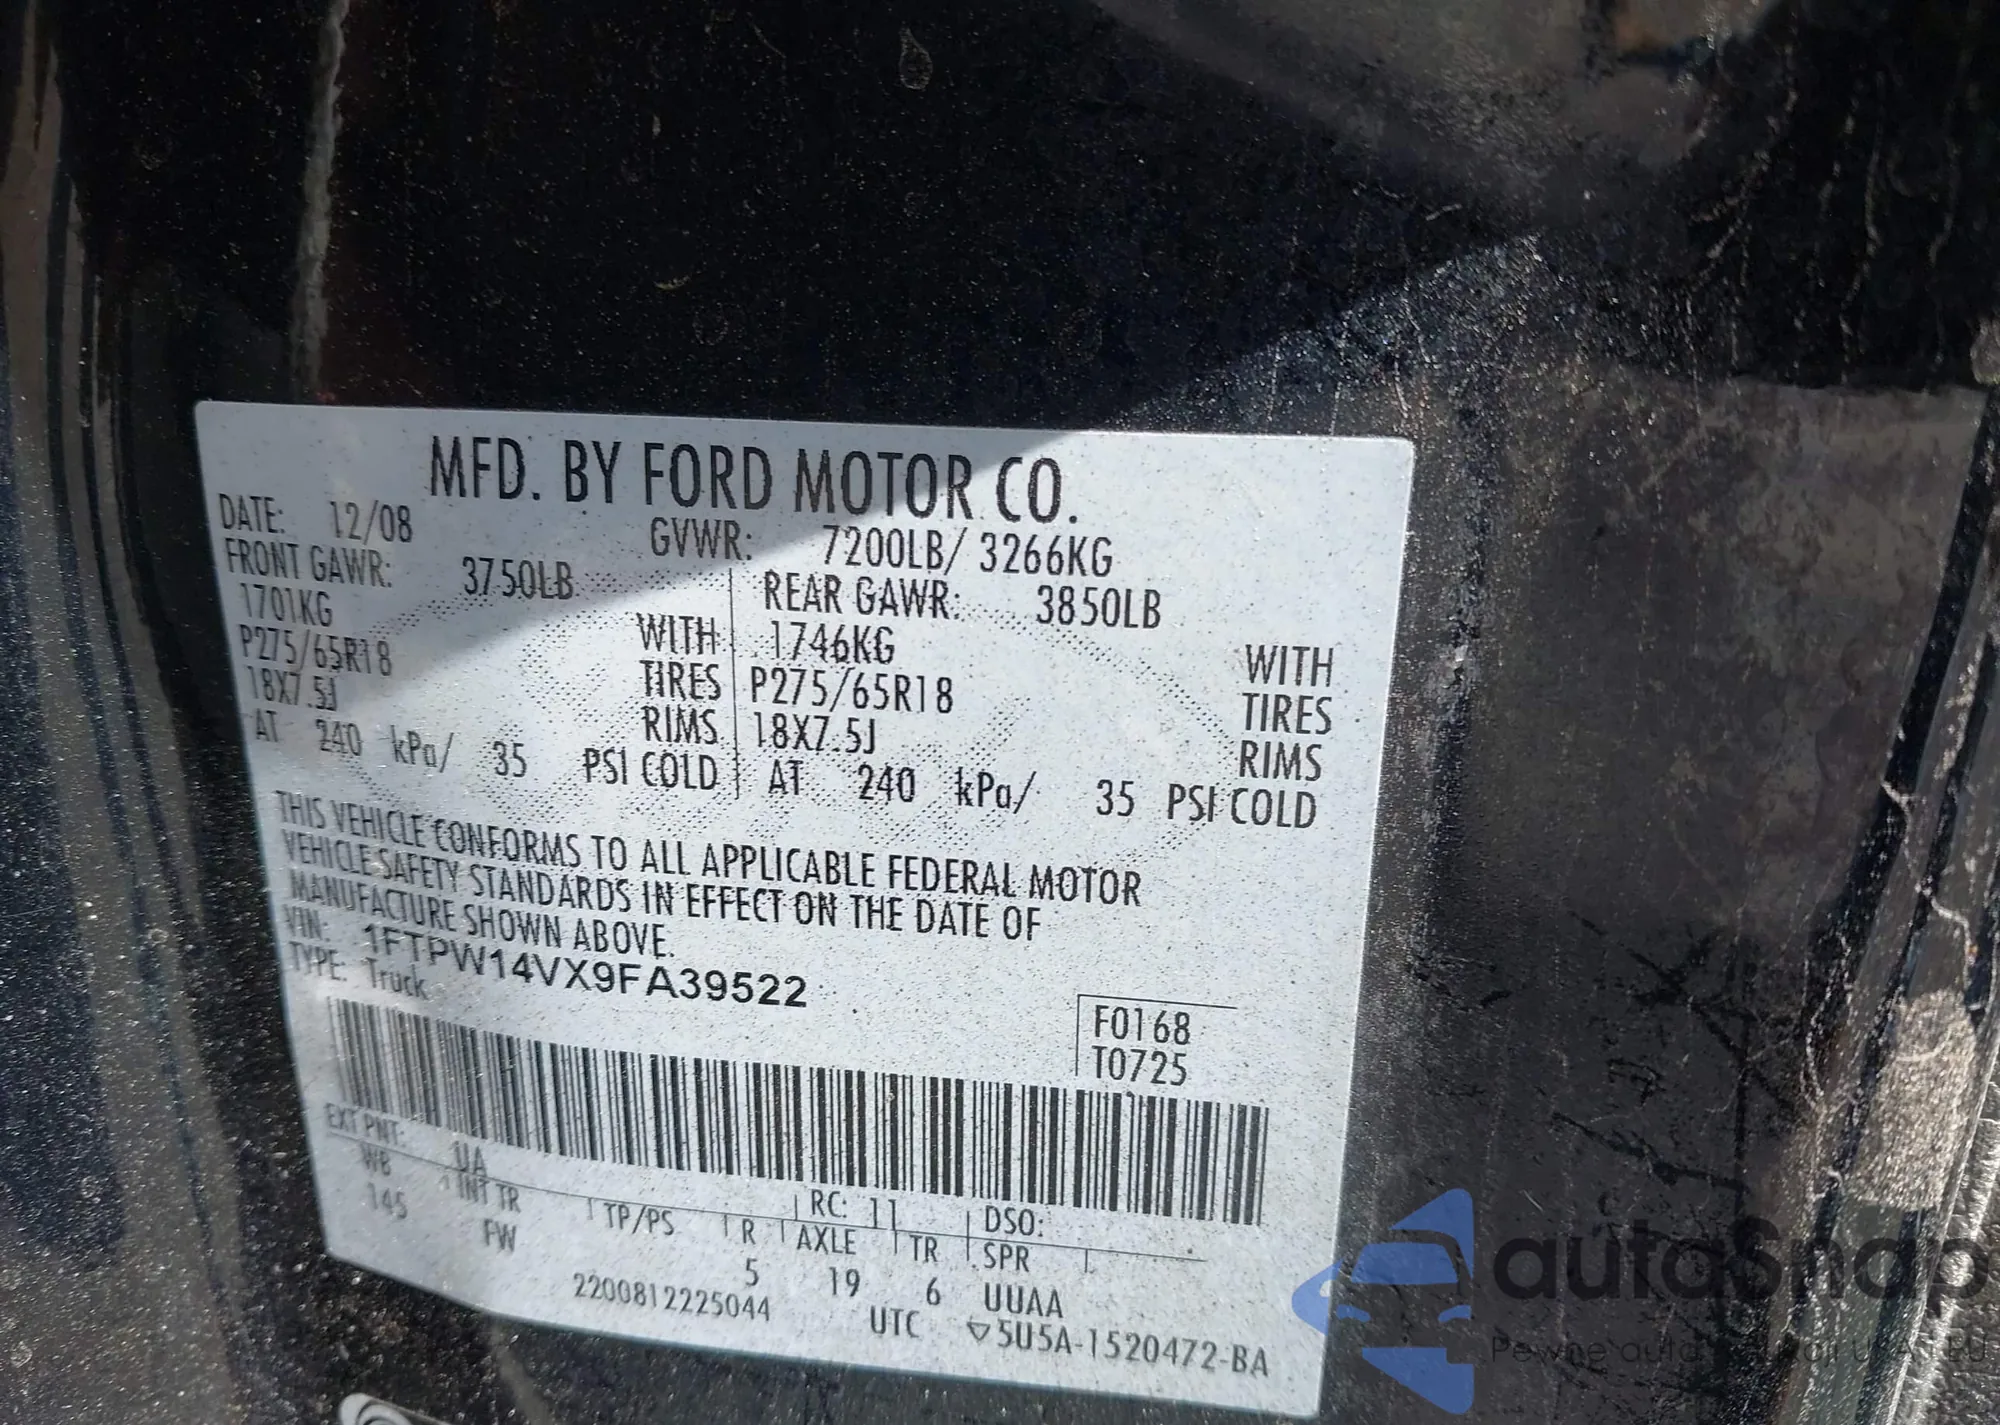 MFD. BY FORD MOTOR CO.
DATE: 12/08 GVWR: 7200LB/ 3266KG
FRONT GAWR: 3750LB REAR GAWR: 3850LB
1701KG WITH 1746KG WITH
P275/65R18 TIRES P275/65R18 TIRES
18X7.5J RIMS 18X7.5J RIMS
AT 240 kPa/ 35 PSI COLD AT 240 kPa/ 35 PSI COLD
THIS VEHICLE CONFORMS TO ALL APPLICABLE FEDERAL MOTOR
VEHICLE SAFETY STANDARDS IN EFFECT ON THE DATE OF
MANUFACTURE SHOWN ABOVE.
VIN: 1FTPW14VX9FA39522
TYPE: Truck
F0168
T0725
EXT PNT: UA RC: 11 DSO:
WB INT TR TP/PS R AXLE TR SPR
145 FW 5 19 6 UUAA
2200812225044 UTC ▽5U5A-1520472-BA
autaSnap
Pewne auta USA EU